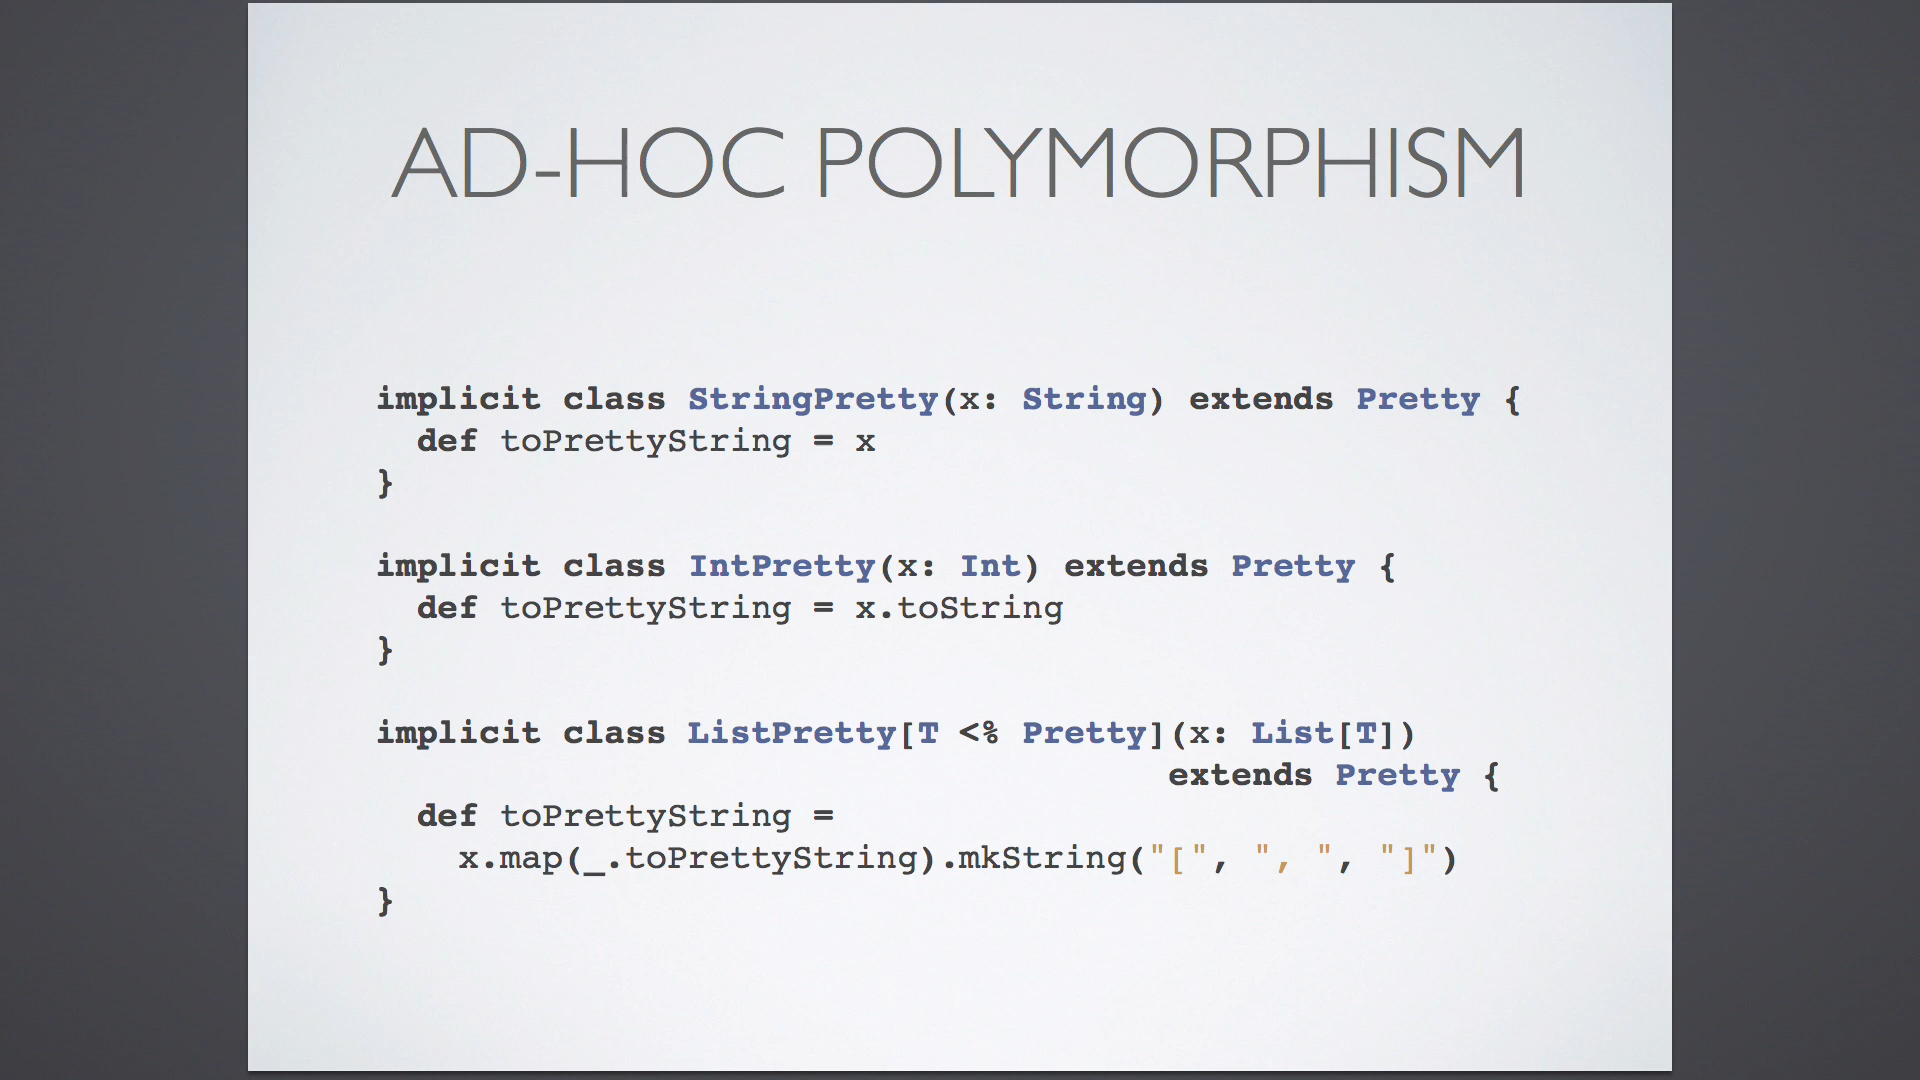 AD-HOC POLYMORPHISM
implicit class StringPretty(x: String) extends Pretty {
  def toPrettyString = x
}
implicit class IntPretty(x: Int) extends Pretty {
  def toPrettyString = x.toString
}
implicit class ListPretty[T <% Pretty](x: List[T])
                                      extends Pretty {
  def toPrettyString =
    x.map(_.toPrettyString).mkString("[", ", ", "]")
}